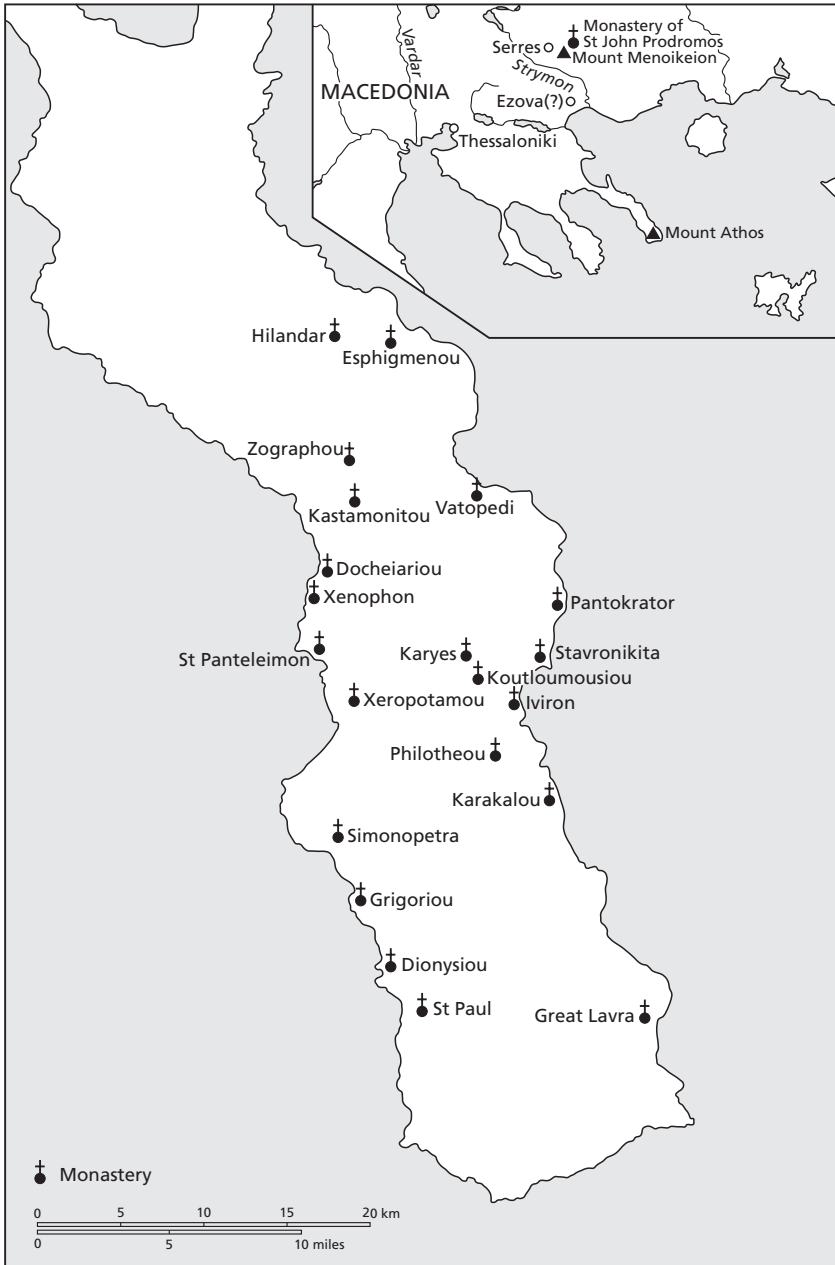 Monastery of
St John Prodromos
Serres
Mount Menoikeion
Vardar
Strymon
MACEDONIA
Ezova(?)
Thessaloniki
Mount Athos
Hilandar
Esphigmenou
Zographou
Kastamonitou
Vatopedi
Docheiariou
Xenophon
Pantokrator
St Panteleimon
Karyes
Stavronikita
Koutloumousiou
Xeropotamou
Iviron
Philotheou
Karakalou
Simonopetra
Grigoriou
Dionysiou
St Paul
Great Lavra
Monastery
0 5 10 15 20 km
0 5 10 miles